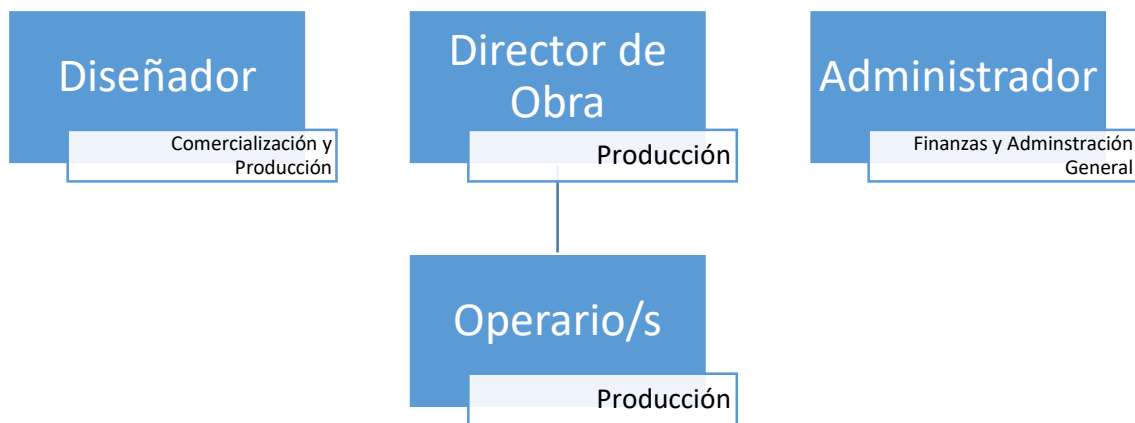 Diseñador
Comercialización y
Producción
Director de
Obra
Producción
Administrador
Finanzas y Adminstración
General
Operario/s
Producción